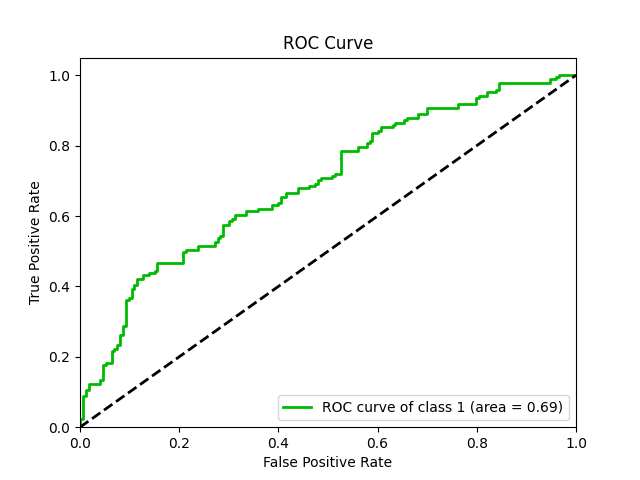 ROC Curve
1.0
0.8
0.6
0.4
0.2
0.0
True Positive Rate
ROC curve of class 1 (area = 0.69)
0.0 0.2 0.4 0.6 0.8 1.0
False Positive Rate